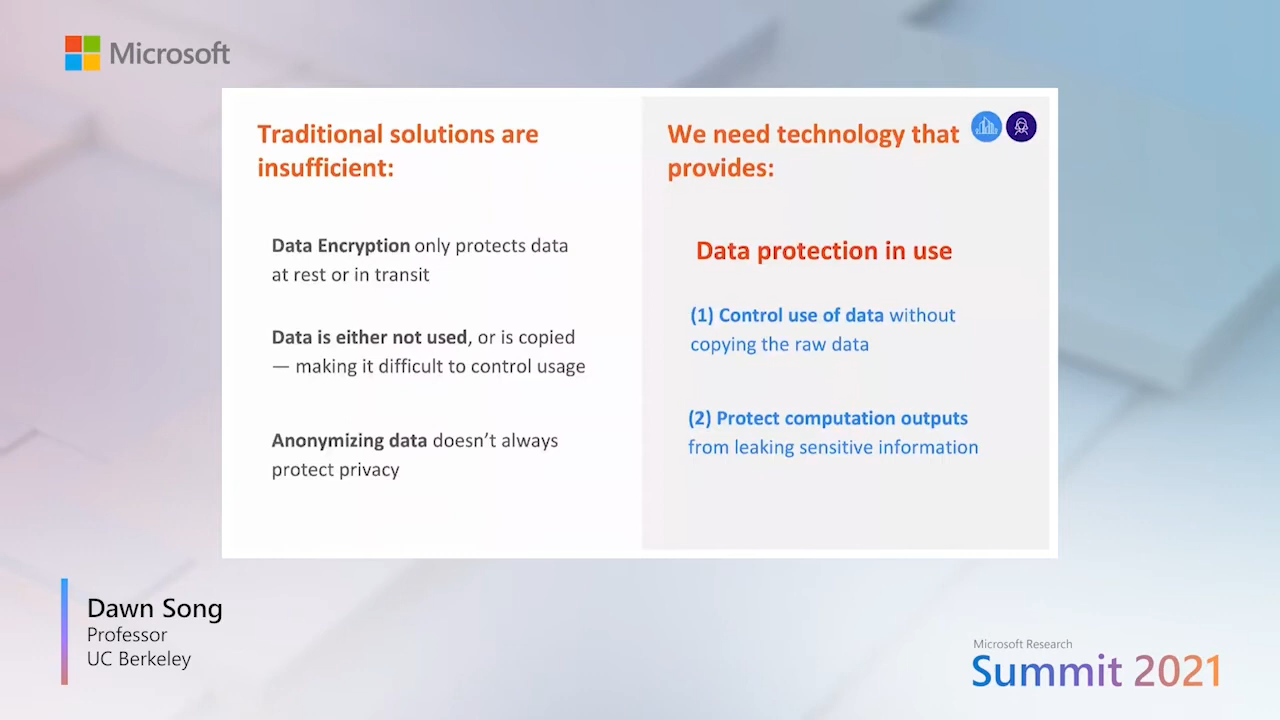 Microsoft
Traditional solutions are
insufficient:
Data Encryption only protects data
at rest or in transit
Data is either not used, or is copied
— making it difficult to control usage
Anonymizing data doesn’t always
protect privacy
We need technology that
provides:
Data protection in use
(1) Control use of data without
copying the raw data
(2) Protect computation outputs
from leaking sensitive information
Dawn Song
Professor
UC Berkeley
Microsoft Research
Summit 2021